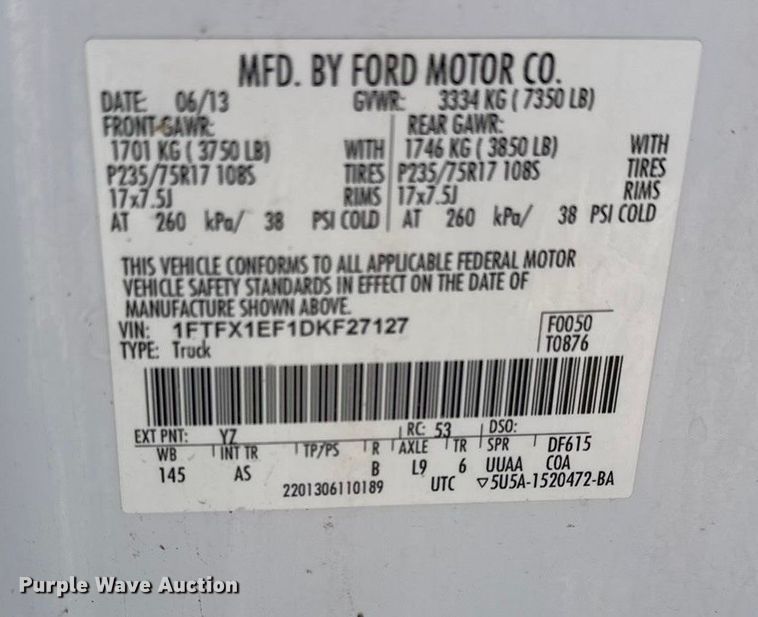 MFD. BY FORD MOTOR CO.
DATE: 06/13 GVWR: 3334 KG ( 7350 LB)
FRONT GAWR: REAR GAWR:
1701 KG ( 3750 LB) WITH 1746 KG ( 3850 LB) WITH
P235/75R17 108S TIRES P235/75R17 108S TIRES
17x7.5J RIMS 17x7.5J RIMS
AT 260 kPa/ 38 PSI COLD AT 260 kPa/ 38 PSI COLD
THIS VEHICLE CONFORMS TO ALL APPLICABLE FEDERAL MOTOR
VEHICLE SAFETY STANDARDS IN EFFECT ON THE DATE OF
MANUFACTURE SHOWN ABOVE.
VIN: 1FTFX1EF1DKF27127 F0050
TYPE: Truck T0876
EXT PNT: YZ RC: 53 DSO:
WB INT TR TP/PS R AXLE TR SPR DF615
145 AS B L9 6 UUAA C0A
2201306110189 UTC ▽5U5A-1520472-BA
Purple Wave Auction